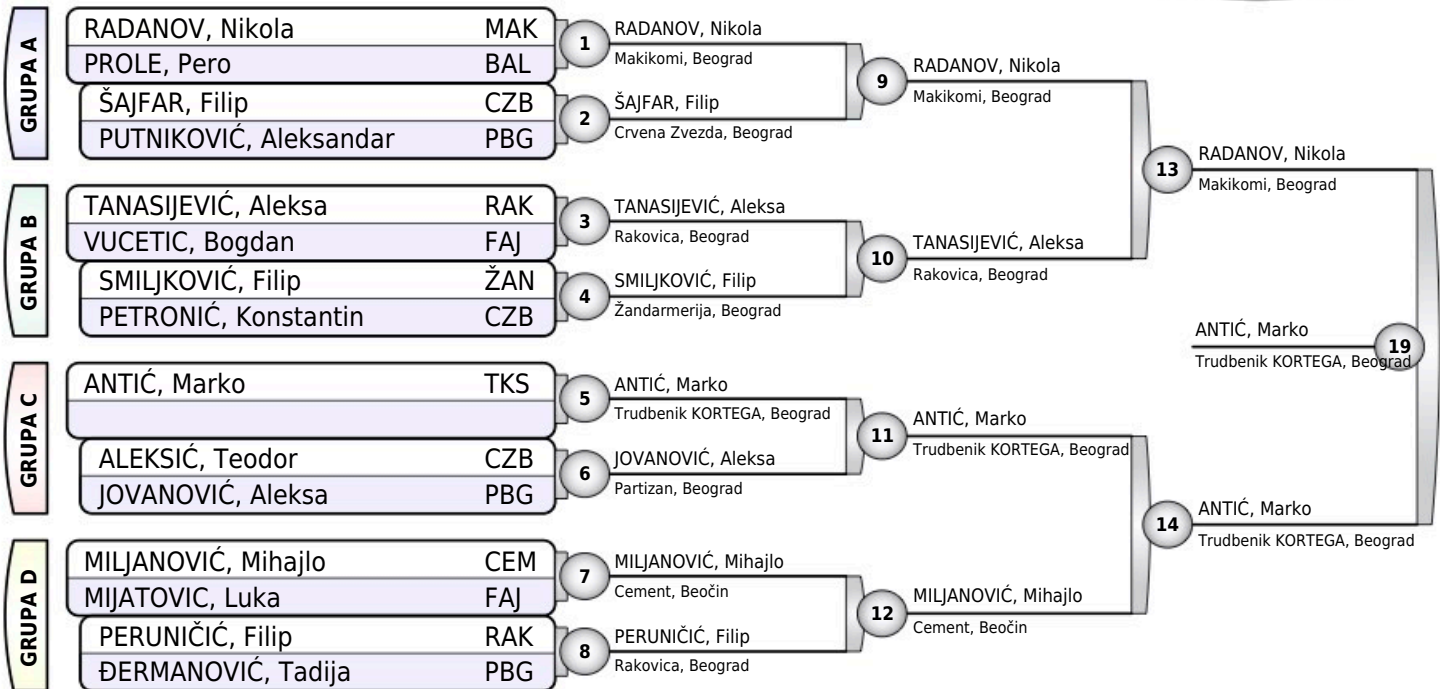 GRUPA A
RADANOV, Nikola MAK
PROLE, Pero BAL
ŠAJFAR, Filip CZB
PUTNIKOVIĆ, Aleksandar PBG
1
RADANOV, Nikola
Makikomi, Beograd
2
ŠAJFAR, Filip
Crvena Zvezda, Beograd
9
RADANOV, Nikola
Makikomi, Beograd
GRUPA B
TANASIJEVIĆ, Aleksa RAK
VUCETIC, Bogdan FAJ
SMILJKOVIĆ, Filip ŽAN
PETRONIĆ, Konstantin CZB
3
TANASIJEVIĆ, Aleksa
Rakovica, Beograd
4
SMILJKOVIĆ, Filip
Žandarmerija, Beograd
10
TANASIJEVIĆ, Aleksa
Rakovica, Beograd
13
RADANOV, Nikola
Makikomi, Beograd
GRUPA C
ANTIĆ, Marko TKS
ALEKSIĆ, Teodor CZB
JOVANOVIĆ, Aleksa PBG
5
ANTIĆ, Marko
Trudbenik KORTEGA, Beograd
6
JOVANOVIĆ, Aleksa
Partizan, Beograd
11
ANTIĆ, Marko
Trudbenik KORTEGA, Beograd
GRUPA D
MILJANOVIĆ, Mihajlo CEM
MIJATOVIC, Luka FAJ
PERUNIČIĆ, Filip RAK
ĐERMANOVIĆ, Tadija PBG
7
MILJANOVIĆ, Mihajlo
Cement, Beočin
8
PERUNIČIĆ, Filip
Rakovica, Beograd
12
MILJANOVIĆ, Mihajlo
Cement, Beočin
14
ANTIĆ, Marko
Trudbenik KORTEGA, Beograd
ANTIĆ, Marko
19
Trudbenik KORTEGA, Beograd